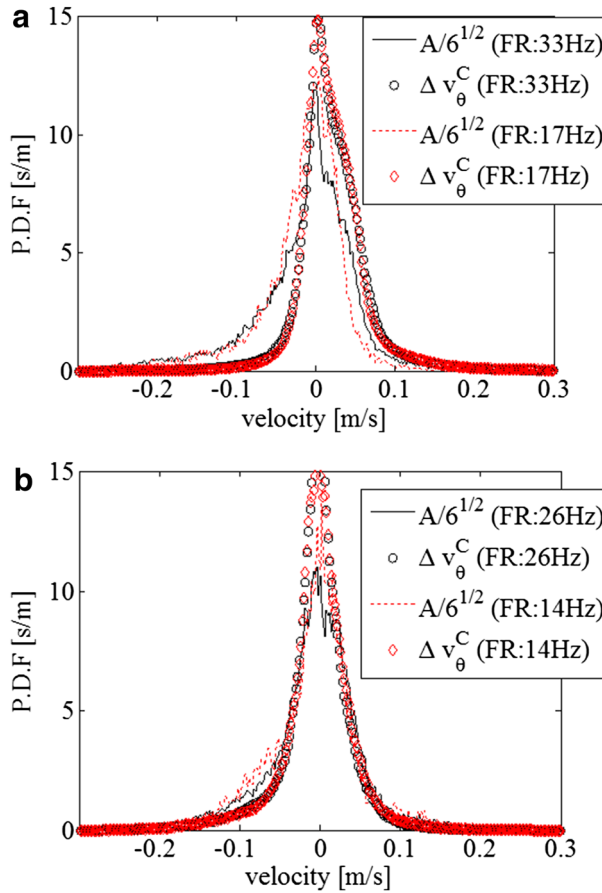 a
15
10
5
0
P.D.F [s/m]
A/6^1/2 (FR:33Hz)
Δ v_θ^C (FR:33Hz)
A/6^1/2 (FR:17Hz)
Δ v_θ^C (FR:17Hz)
-0.2 -0.1 0 0.1 0.2 0.3
velocity [m/s]
b
15
10
5
0
P.D.F [s/m]
A/6^1/2 (FR:26Hz)
Δ v_θ^C (FR:26Hz)
A/6^1/2 (FR:14Hz)
Δ v_θ^C (FR:14Hz)
-0.2 -0.1 0 0.1 0.2 0.3
velocity [m/s]